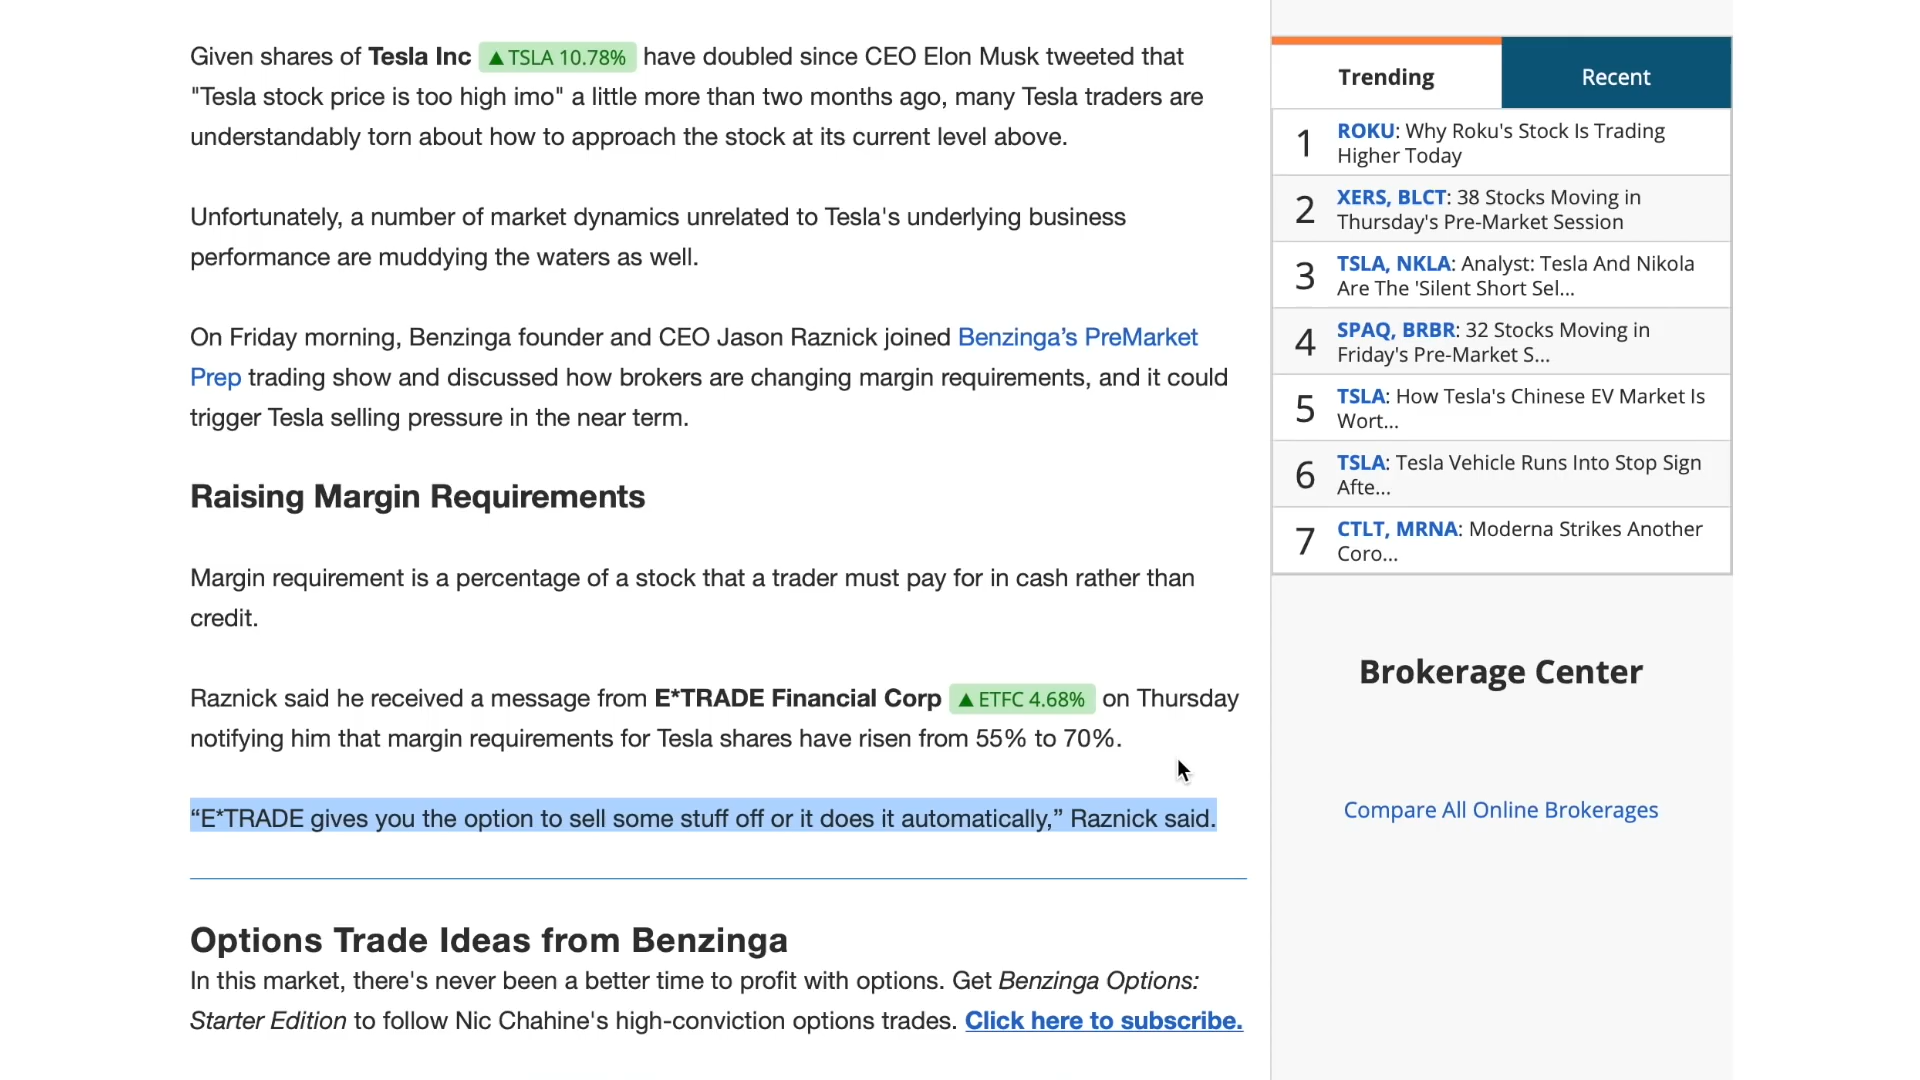 Given shares of Tesla Inc ▲TSLA 10.78% have doubled since CEO Elon Musk tweeted that
"Tesla stock price is too high imo" a little more than two months ago, many Tesla traders are
understandably torn about how to approach the stock at its current level above.
Unfortunately, a number of market dynamics unrelated to Tesla's underlying business
performance are muddying the waters as well.
On Friday morning, Benzinga founder and CEO Jason Raznick joined Benzinga’s PreMarket
Prep trading show and discussed how brokers are changing margin requirements, and it could
trigger Tesla selling pressure in the near term.
Raising Margin Requirements
Margin requirement is a percentage of a stock that a trader must pay for in cash rather than
credit.
Raznick said he received a message from E*TRADE Financial Corp ▲ETFC 4.68% on Thursday
notifying him that margin requirements for Tesla shares have risen from 55% to 70%.
“E*TRADE gives you the option to sell some stuff off or it does it automatically,” Raznick said.
Options Trade Ideas from Benzinga
In this market, there's never been a better time to profit with options. Get Benzinga Options:
Starter Edition to follow Nic Chahine's high-conviction options trades. Click here to subscribe.
Trending Recent
1 ROKU: Why Roku's Stock Is Trading
Higher Today
2 XERS, BLCT: 38 Stocks Moving in
Thursday's Pre-Market Session
3 TSLA, NKLA: Analyst: Tesla And Nikola
Are The 'Silent Short Sel...
4 SPAQ, BRBR: 32 Stocks Moving in
Friday's Pre-Market S...
5 TSLA: How Tesla's Chinese EV Market Is
Wort...
6 TSLA: Tesla Vehicle Runs Into Stop Sign
Afte...
7 CTLT, MRNA: Moderna Strikes Another
Coro...
Brokerage Center
Compare All Online Brokerages